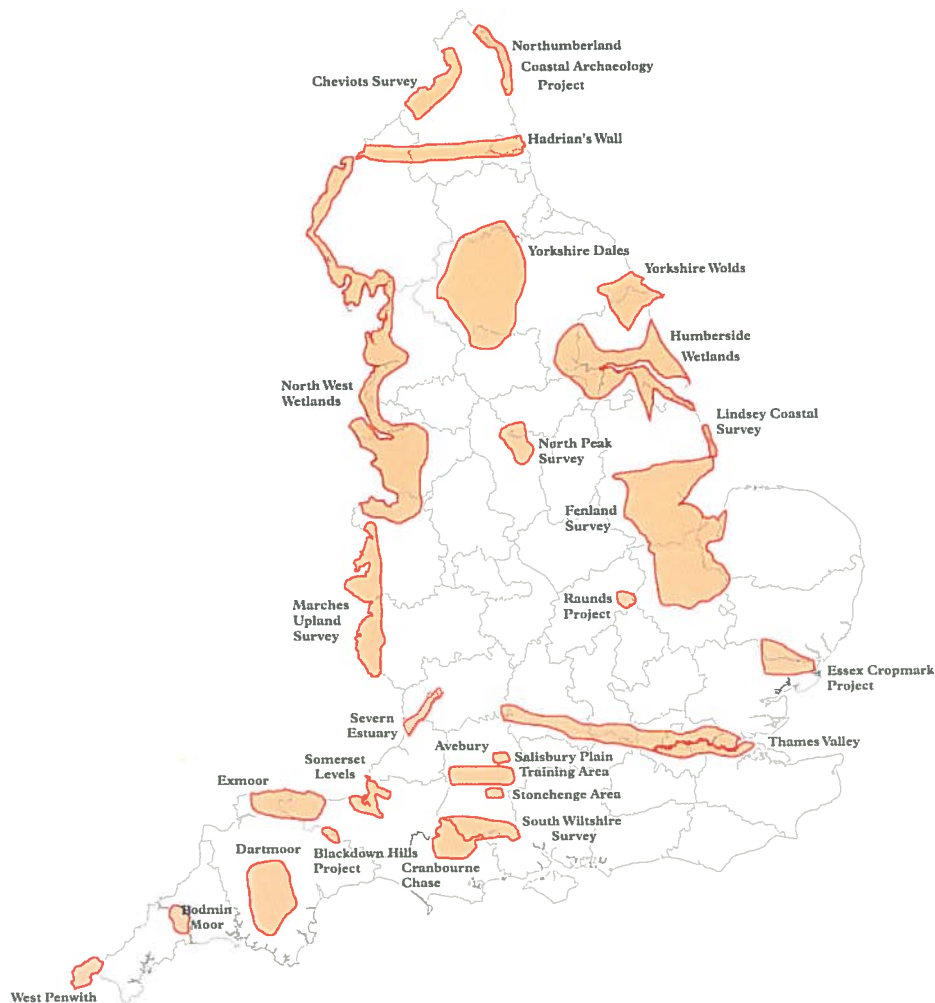 Northumberland
Coastal Archaeology
Project
Cheviots Survey
Hadrian's Wall
Yorkshire Dales
Yorkshire Wolds
Humberside
Wetlands
North West
Wetlands
Lindsey Coastal
Survey
North Peak
Survey
Fenland
Survey
Raunds
Project
Marches
Upland
Survey
Essex Cropmark
Project
Severn
Estuary
Thames Valley
Avebury
Salisbury Plain
Training Area
Somerset
Levels
Exmoor
Stonehenge Area
South Wiltshire
Survey
Blackdown Hills
Project
Cranbourne
Chase
Dartmoor
Bodmin
Moor
West Penwith